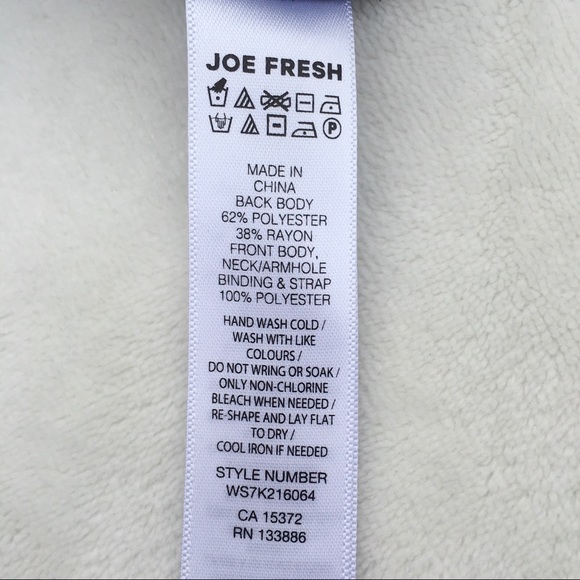 JOE FRESH
P
MADE IN
CHINA
BACK BODY
62% POLYESTER
38% RAYON
FRONT BODY,
NECK/ARMHOLE
BINDING & STRAP
100% POLYESTER
HAND WASH COLD /
WASH WITH LIKE
COLOURS /
DO NOT WRING OR SOAK /
ONLY NON-CHLORINE
BLEACH WHEN NEEDED /
RE-SHAPE AND LAY FLAT
TO DRY /
COOL IRON IF NEEDED
STYLE NUMBER
WS7K216064
CA 15372
RN 133886